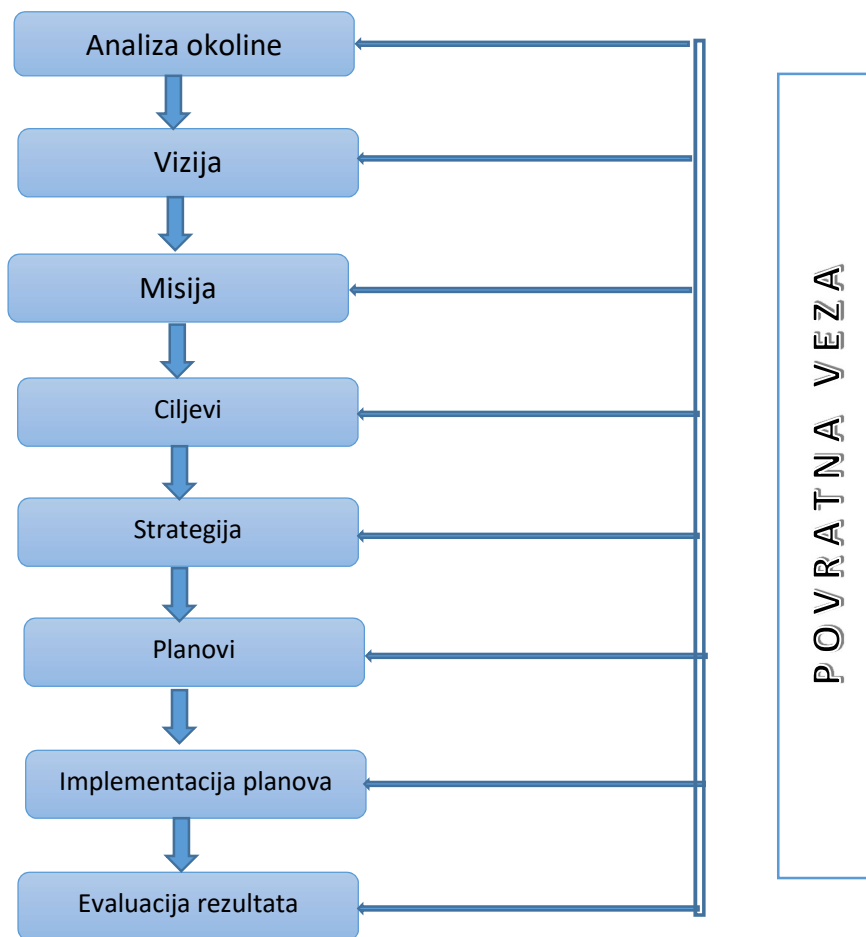 Analiza okoline
Vizija
Misija
Ciljevi
Strategija
Planovi
Implementacija planova
Evaluacija rezultata
POVRATNA VEZA